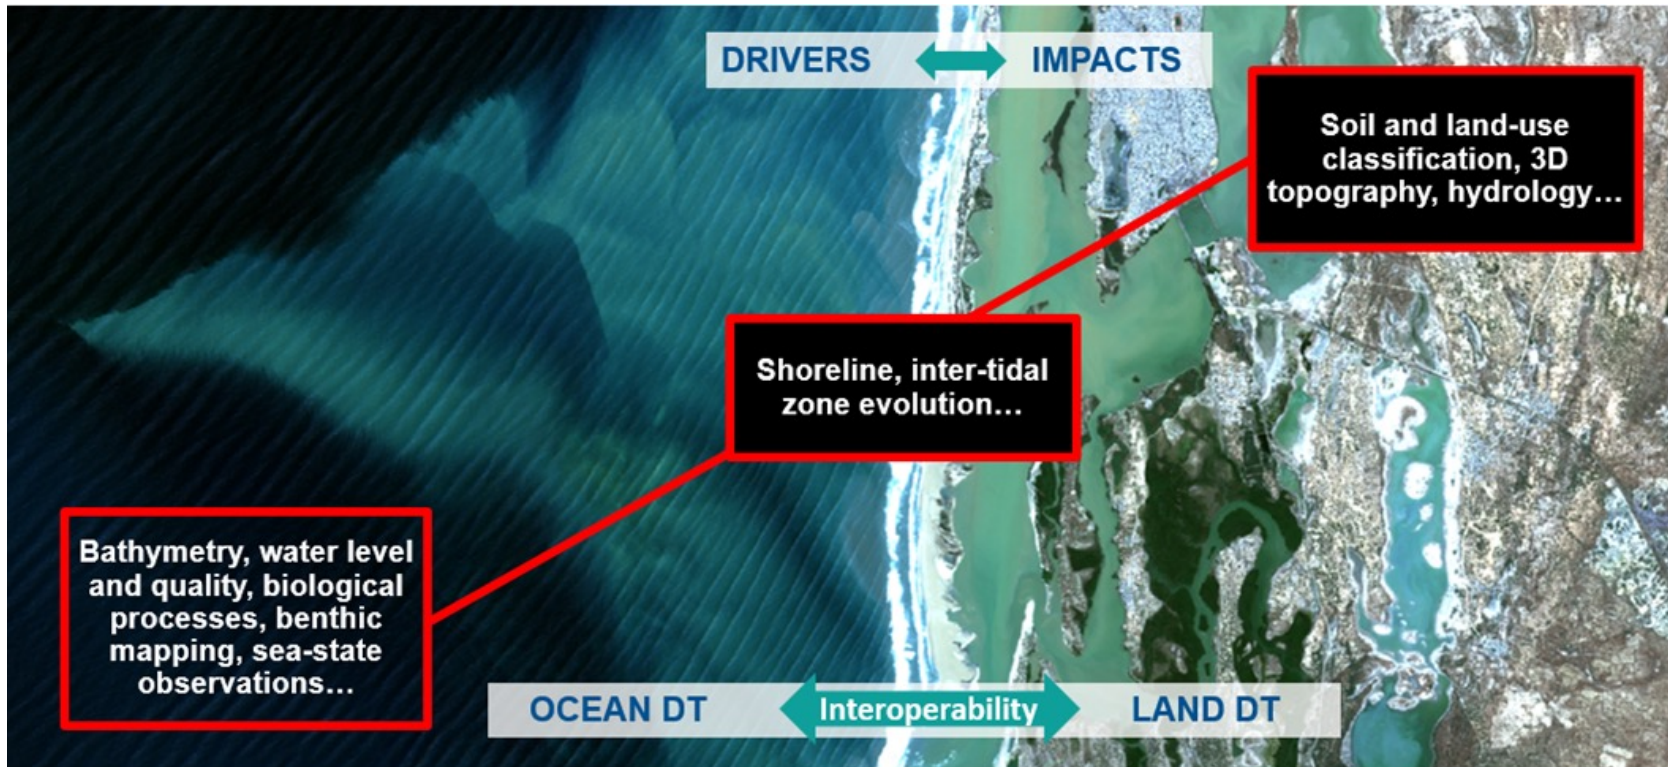 DRIVERS IMPACTS
Soil and land-use
classification, 3D
topography, hydrology…
Shoreline, inter-tidal
zone evolution…
Bathymetry, water level
and quality, biological
processes, benthic
mapping, sea-state
observations…
OCEAN DT Interoperability LAND DT